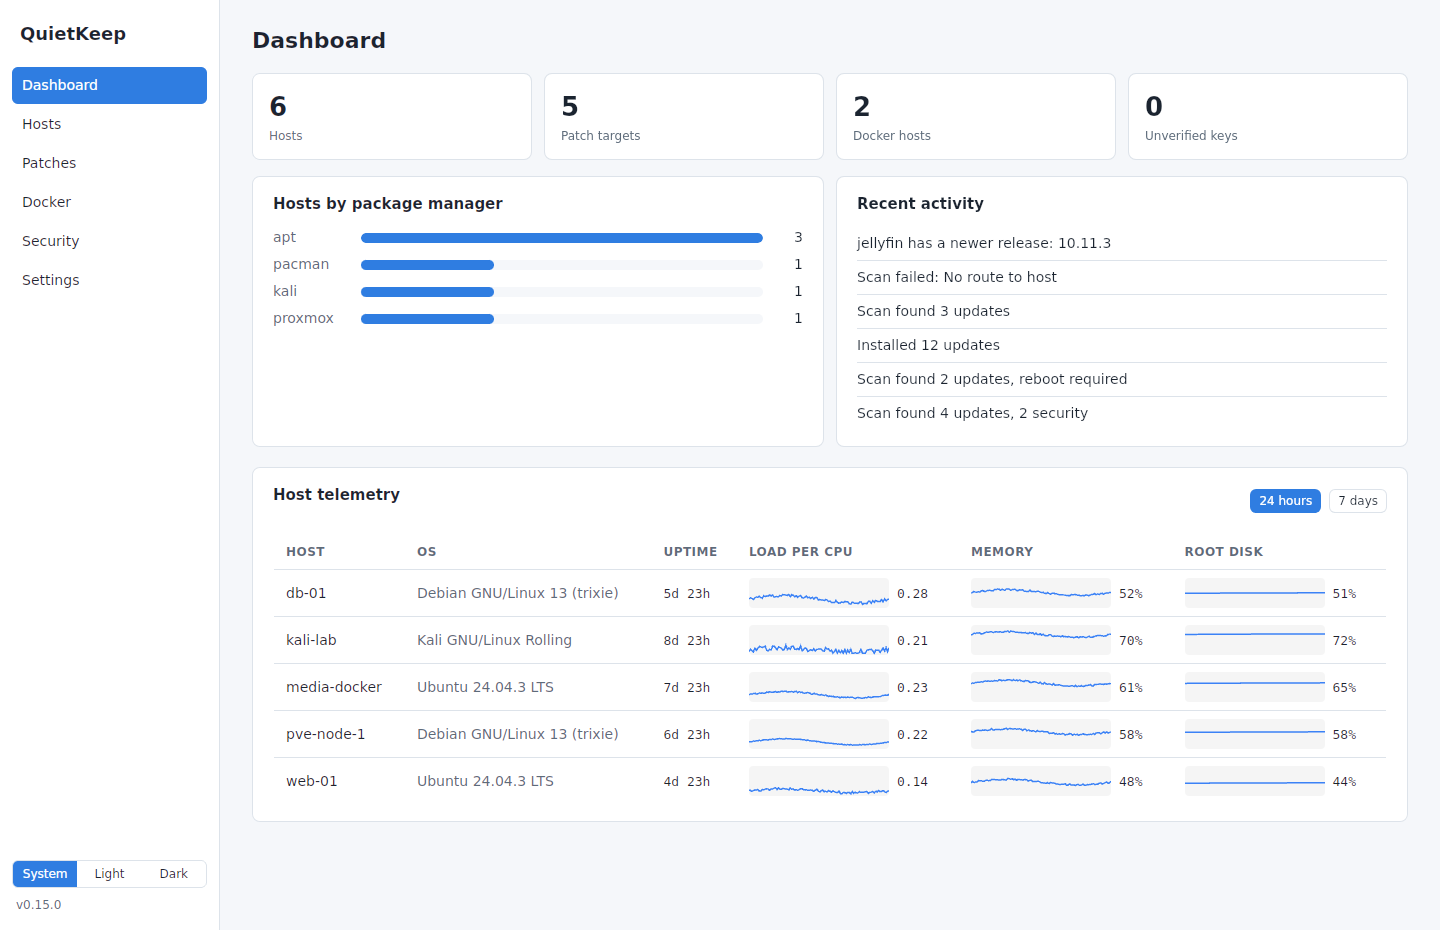 QuietKeep
Dashboard
Hosts
Patches
Docker
Security
Settings
System Light Dark
v0.15.0
Dashboard
6
Hosts
5
Patch targets
2
Docker hosts
0
Unverified keys
Hosts by package manager
apt 3
pacman 1
kali 1
proxmox 1
Recent activity
jellyfin has a newer release: 10.11.3
Scan failed: No route to host
Scan found 3 updates
Installed 12 updates
Scan found 2 updates, reboot required
Scan found 4 updates, 2 security
Host telemetry
24 hours 7 days
HOST OS UPTIME LOAD PER CPU MEMORY ROOT DISK
db-01 Debian GNU/Linux 13 (trixie) 5d 23h 0.28 52% 51%
kali-lab Kali GNU/Linux Rolling 8d 23h 0.21 70% 72%
media-docker Ubuntu 24.04.3 LTS 7d 23h 0.23 61% 65%
pve-node-1 Debian GNU/Linux 13 (trixie) 6d 23h 0.22 58% 58%
web-01 Ubuntu 24.04.3 LTS 4d 23h 0.14 48% 44%